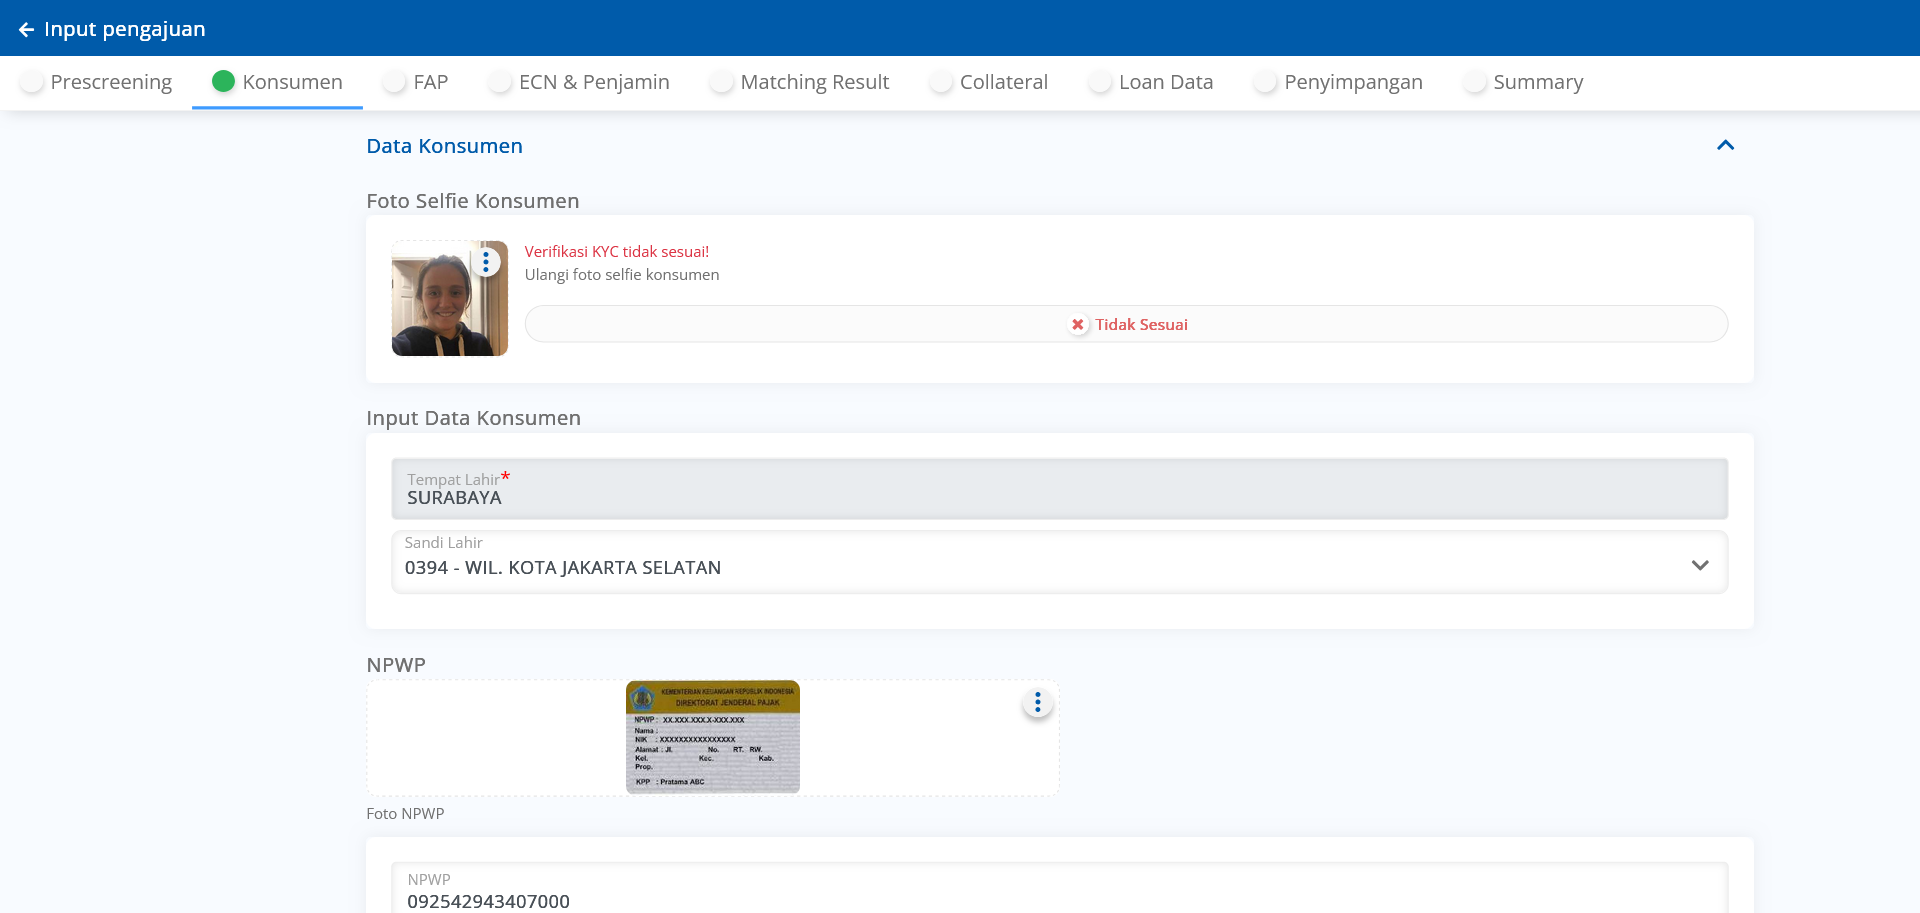 Input pengajuan
Prescreening Konsumen FAP ECN & Penjamin Matching Result Collateral Loan Data Penyimpangan Summary
Data Konsumen
Foto Selfie Konsumen
Verifikasi KYC tidak sesuai!
Ulangi foto selfie konsumen
Tidak Sesuai
Input Data Konsumen
Tempat Lahir*
SURABAYA
Sandi Lahir
0394 - WIL. KOTA JAKARTA SELATAN
NPWP
KEMENTERIAN KEUANGAN REPUBLIK INDONESIA
DIREKTORAT JENDERAL PAJAK
NPWP : XX.XXX.XXX.X-XXX.XXX
Nama :
NIK : XXXXXXXXXXXXXXXX
Alamat : Jl. No. RT. RW.
Kel. Kec. Kab.
Prop.
KPP : Pratama ABC
Foto NPWP
NPWP
092542943407000